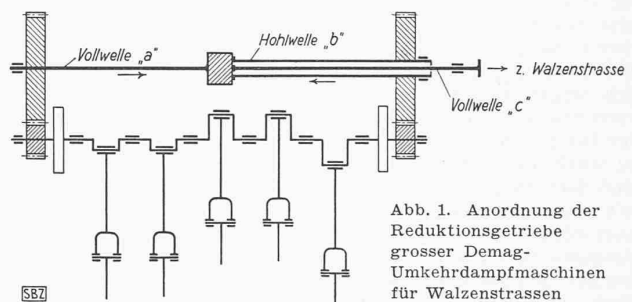 Vollwelle „a"
Hohlwelle „b"
z. Walzenstrasse
Vollwelle „c"
Abb. 1. Anordnung der
Reduktionsgetriebe
grosser Demag-
Umkehrdampfmaschinen
für Walzenstrassen
SBZ